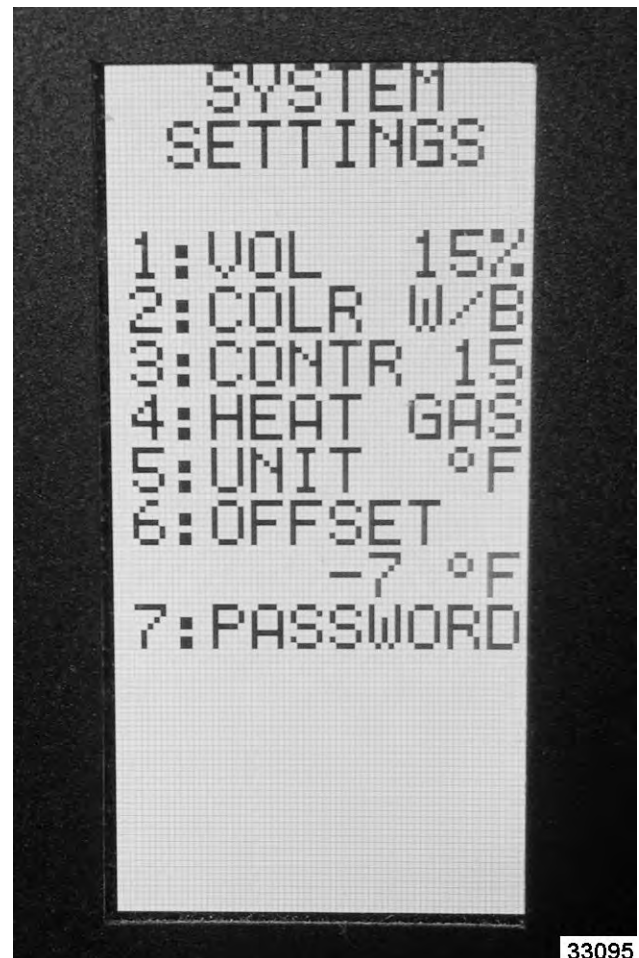 SYSTEM
SETTINGS
1:VOL 15%
2:COLR W/B
3:CONTR 15
4:HEAT GAS
5:UNIT °F
6:OFFSET
-7 °F
7:PASSWORD
33095